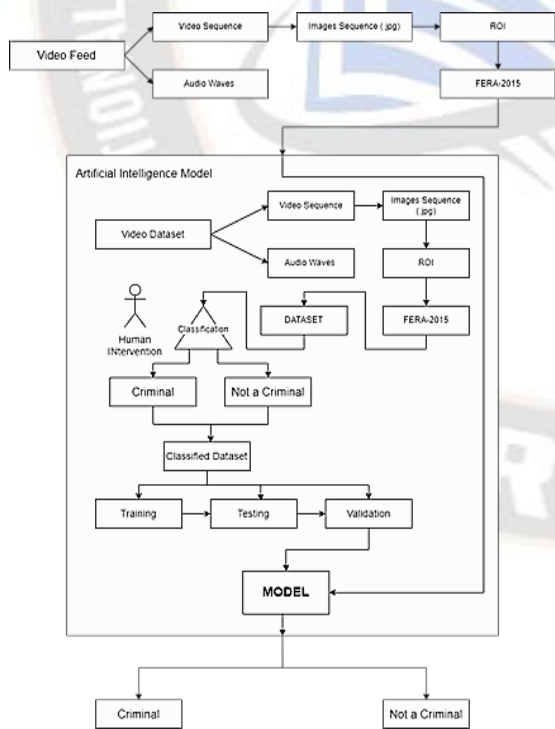 Video Feed
Video Sequence
Images Sequence (.jpg)
ROI
Audio Waves
FERA-2015
Artificial Intelligence Model
Video Dataset
Video Sequence
Images Sequence
(.jpg)
Audio Waves
ROI
Human
INtervention
Classification
DATASET
FERA-2015
Criminal
Not a Criminal
Classified Dataset
Training
Testing
Validation
MODEL
Criminal
Not a Criminal